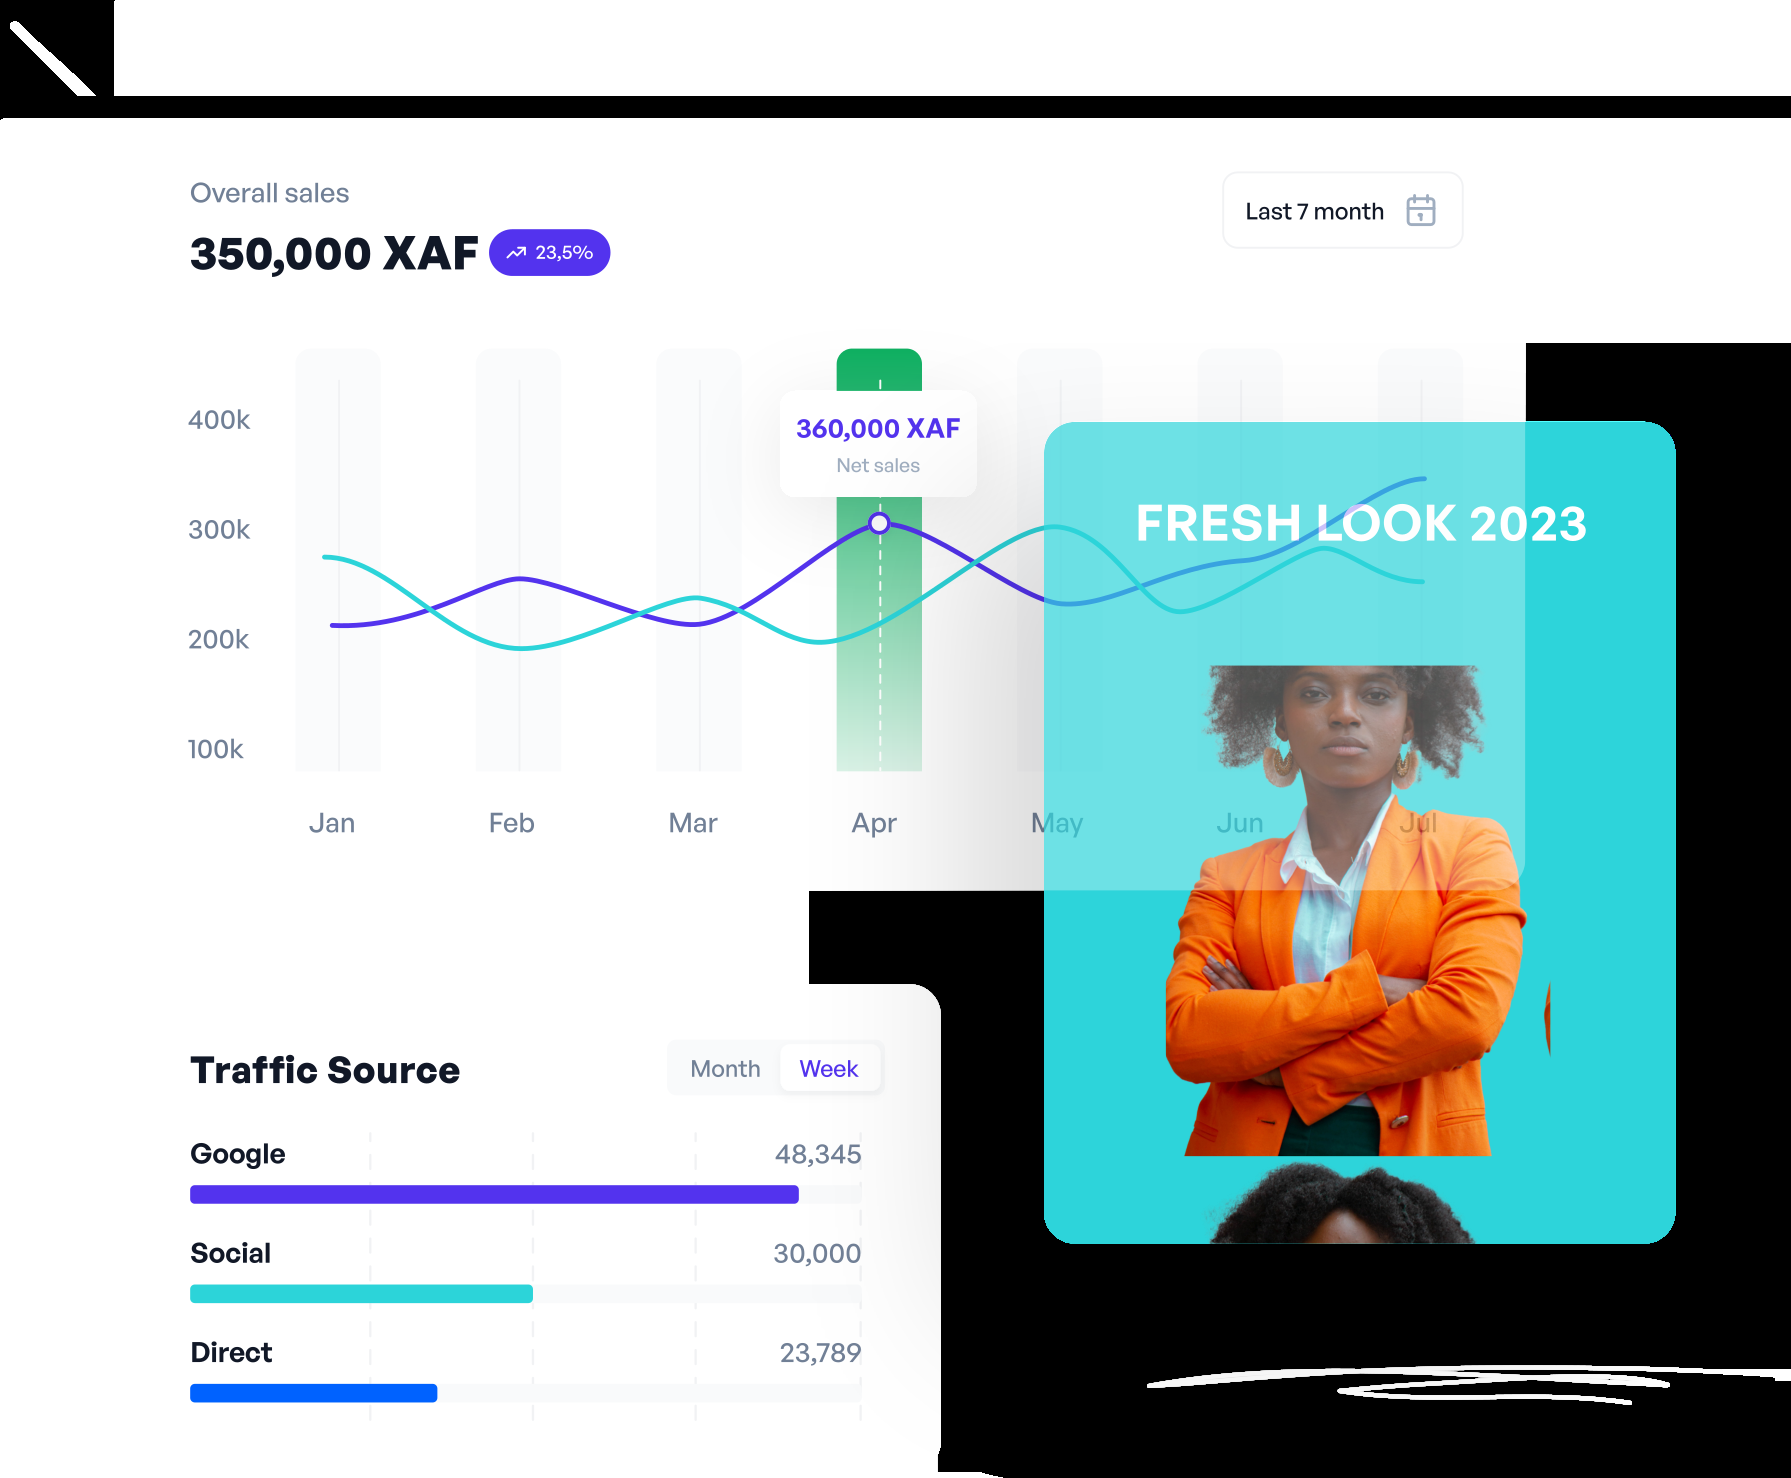 Overall sales
350,000 XAF
23,5%
Last 7 month
400k
300k
200k
100k
360,000 XAF
Net sales
FRESH LOOK 2023
Jan
Feb
Mar
Apr
May
Jun
Jul
Traffic Source
Month
Week
Google
48,345
Social
30,000
Direct
23,789